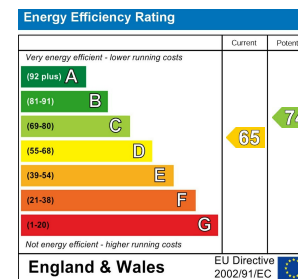 Energy Efficiency Rating
Current
Very energy efficient - lower running costs
(92 plus) A
(81-91) B
(69-80) C
(55-68) D
65
(39-54) E
(21-38) F
(1-20) G
Not energy efficient - higher running costs
England & Wales
EU Directive
2002/91/EC